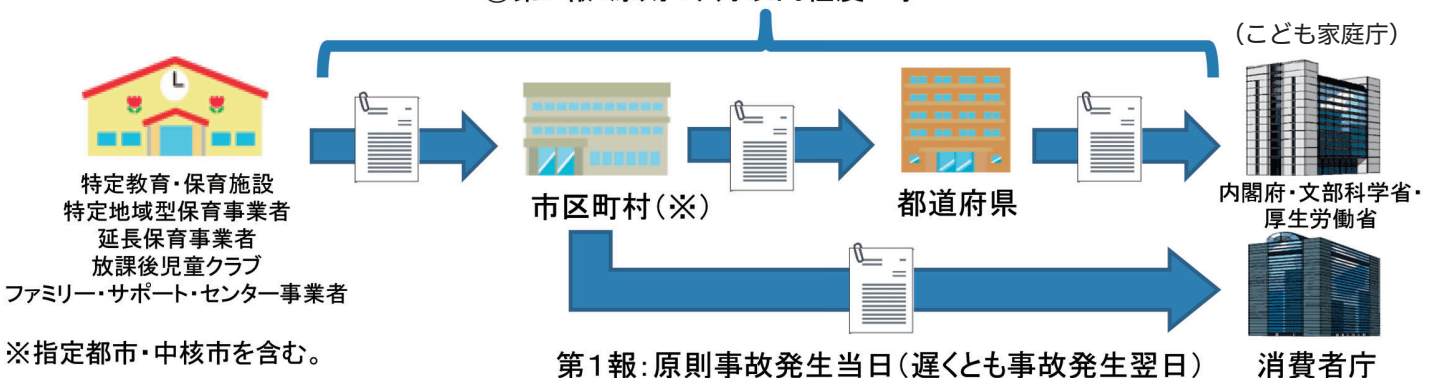 (こども家庭庁)
特定教育・保育施設
特定地域型保育事業者
延長保育事業者
放課後児童クラブ
ファミリー・サポート・センター事業者
※指定都市・中核市を含む。
市区町村(※)
都道府県
内閣府・文部科学省・
厚生労働省
第1報:原則事故発生当日(遅くとも事故発生翌日)
消費者庁